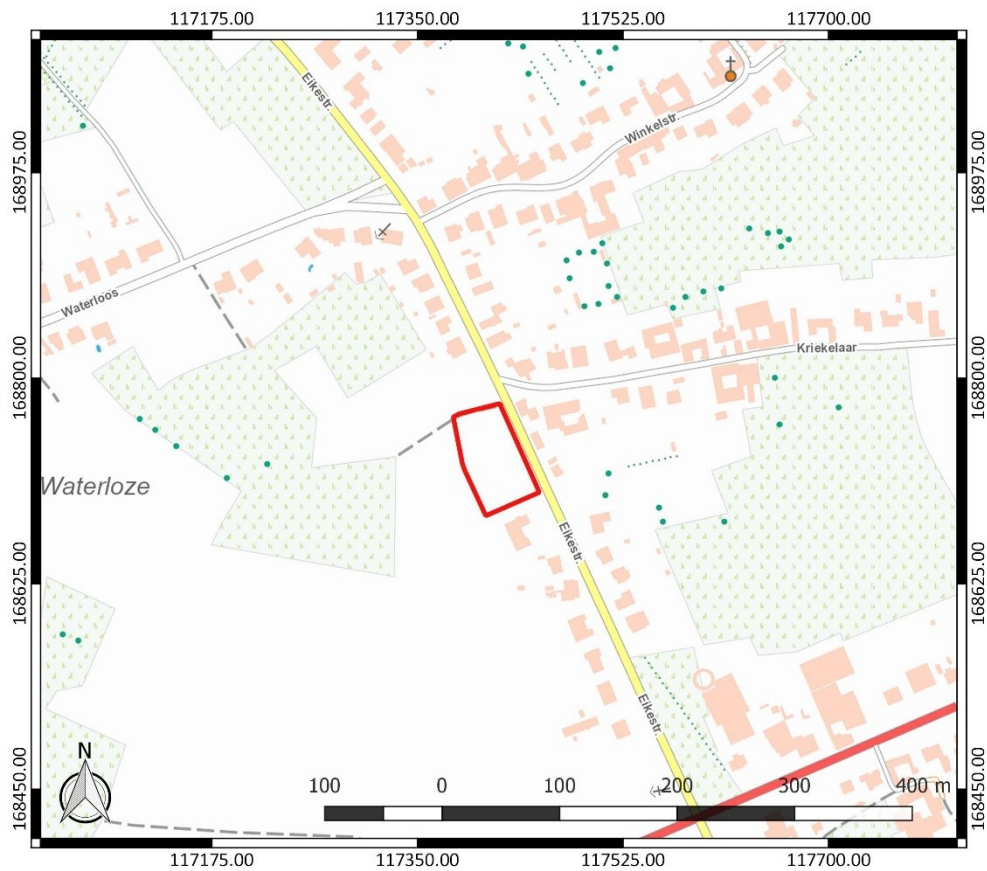 117175.00 117350.00 117525.00 117700.00
168975.00 168975.00
Eikestr.
Winkelstr.
Waterloos
168800.00 168800.00
Kriekelaar
Waterloze
Eikestr.
168625.00 168625.00
Eikestr.
N
168450.00 168450.00
100 0 100 200 300 400 m
117175.00 117350.00 117525.00 117700.00